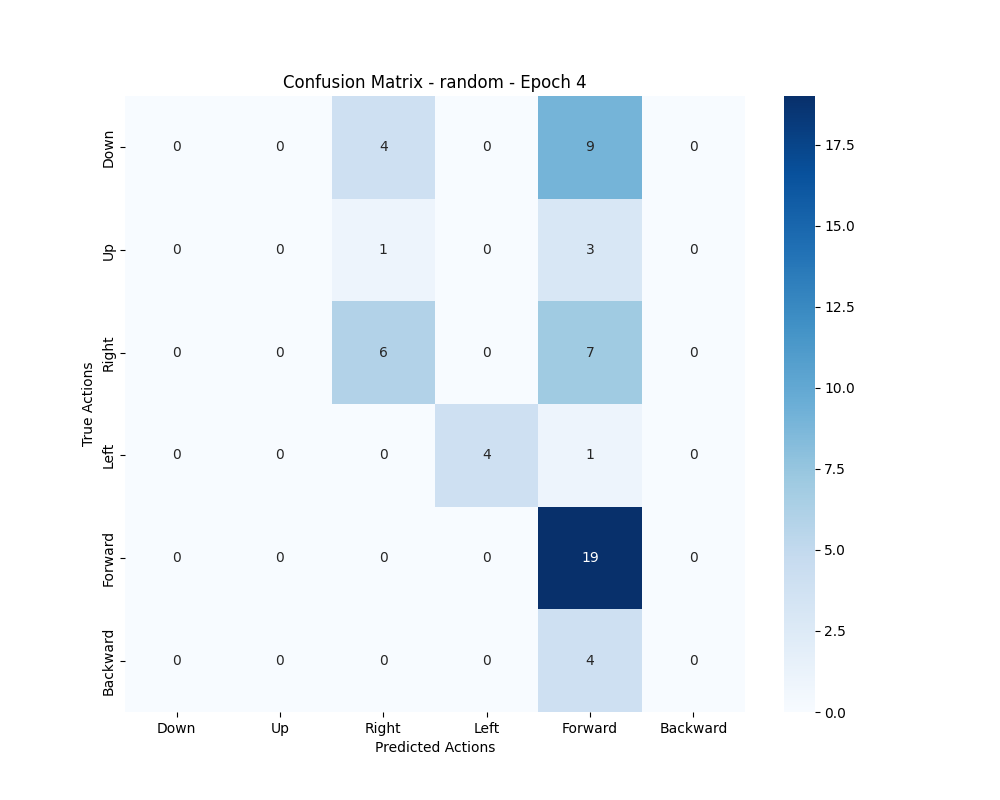 Confusion Matrix - random - Epoch 4
True Actions
Down 0 0 4 0 9 0
Up 0 0 1 0 3 0
Right 0 0 6 0 7 0
Left 0 0 0 4 1 0
Forward 0 0 0 0 19 0
Backward 0 0 0 0 4 0
Down Up Right Left Forward Backward
Predicted Actions
17.5
15.0
12.5
10.0
7.5
5.0
2.5
0.0